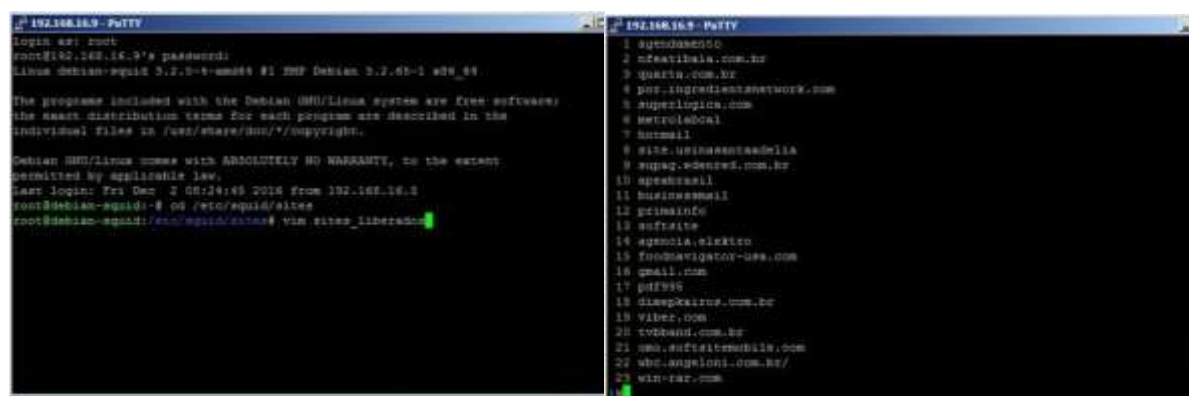 192.168.16.9 - PuTTY
login as: root
root@192.168.16.9's password:
Linux debian-squid 3.2.0-4-amd64 #1 SMP Debian 3.2.65-1 x86_64
The programs included with the Debian GNU/Linux system are free software;
the exact distribution terms for each program are described in the
individual files in /usr/share/doc/*/copyright.
Debian GNU/Linux comes with ABSOLUTELY NO WARRANTY, to the extent
permitted by applicable law.
Last login: Fri Dec 2 08:24:45 2016 from
root@debian-squid:~# cd /etc/squid/sites
root@debian-squid:/etc/squid/sites# vim sites_liberados
192.168.16.9 - PuTTY
1 agendamento
2 nfeatibaia.com.br
3 quarta.com.br
4 por.ingredientsnetwork.com
5 superlogica.com
6 metrolabcal
7 hotmail
8 site.usinasantaadelia
9 supag.edenred.com.br
10 apexbrasil
11 businessmail
12 primainfo
13 softsite
14 agencia.elektro
15 foodnavigator-usa.com
16 gmail.com
17 pdf995
18 dimepkairos.com.br
19 viber.com
20 tvbband.com.br
21 omo.softsitemobile.com
22 wbc.angeloni.com.br/
23 win-rar.com